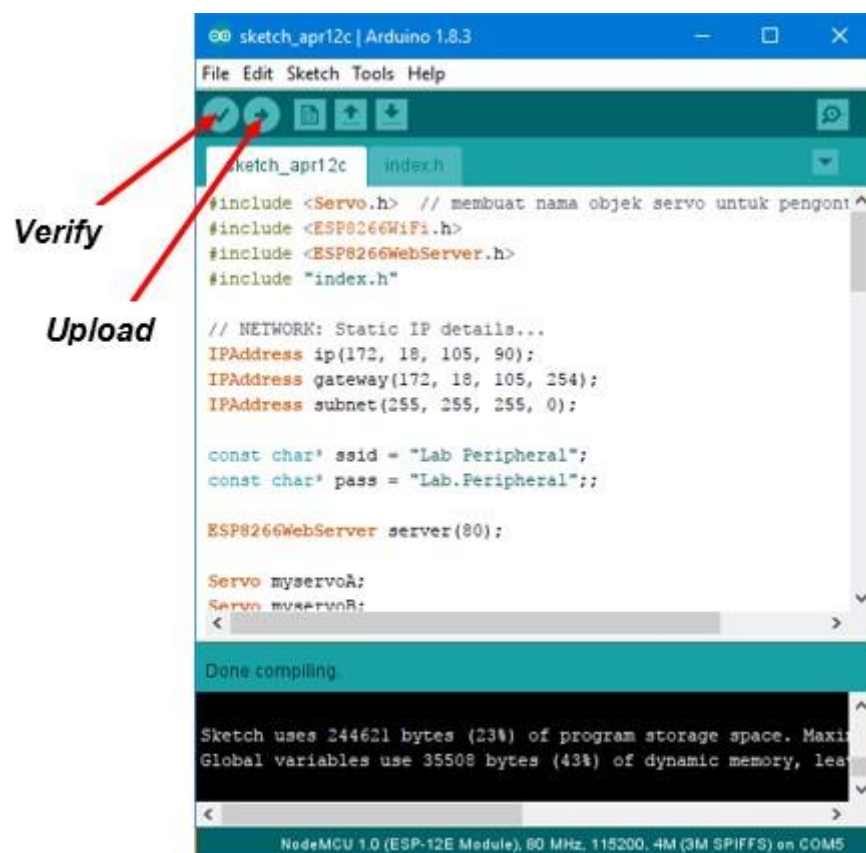 sketch_apr12c | Arduino 1.8.3
File Edit Sketch Tools Help
sketch_apr12c index.h
Verify
Upload
#include <Servo.h> // membuat nama objek servo untuk pengont
#include <ESP8266WiFi.h>
#include <ESP8266WebServer.h>
#include "index.h"
// NETWORK: Static IP details...
IPAddress ip(172, 18, 105, 90);
IPAddress gateway(172, 18, 105, 254);
IPAddress subnet(255, 255, 255, 0);
const char* ssid = "Lab Peripheral";
const char* pass = "Lab.Peripheral";;
ESP8266WebServer server(80);
Servo myservoA;
Servo myservoB;
Done compiling.
Sketch uses 244621 bytes (23%) of program storage space. Maxi
Global variables use 35508 bytes (43%) of dynamic memory, lea
NodeMCU 1.0 (ESP-12E Module), 80 MHz, 115200, 4M (3M SPIFFS) on COM5